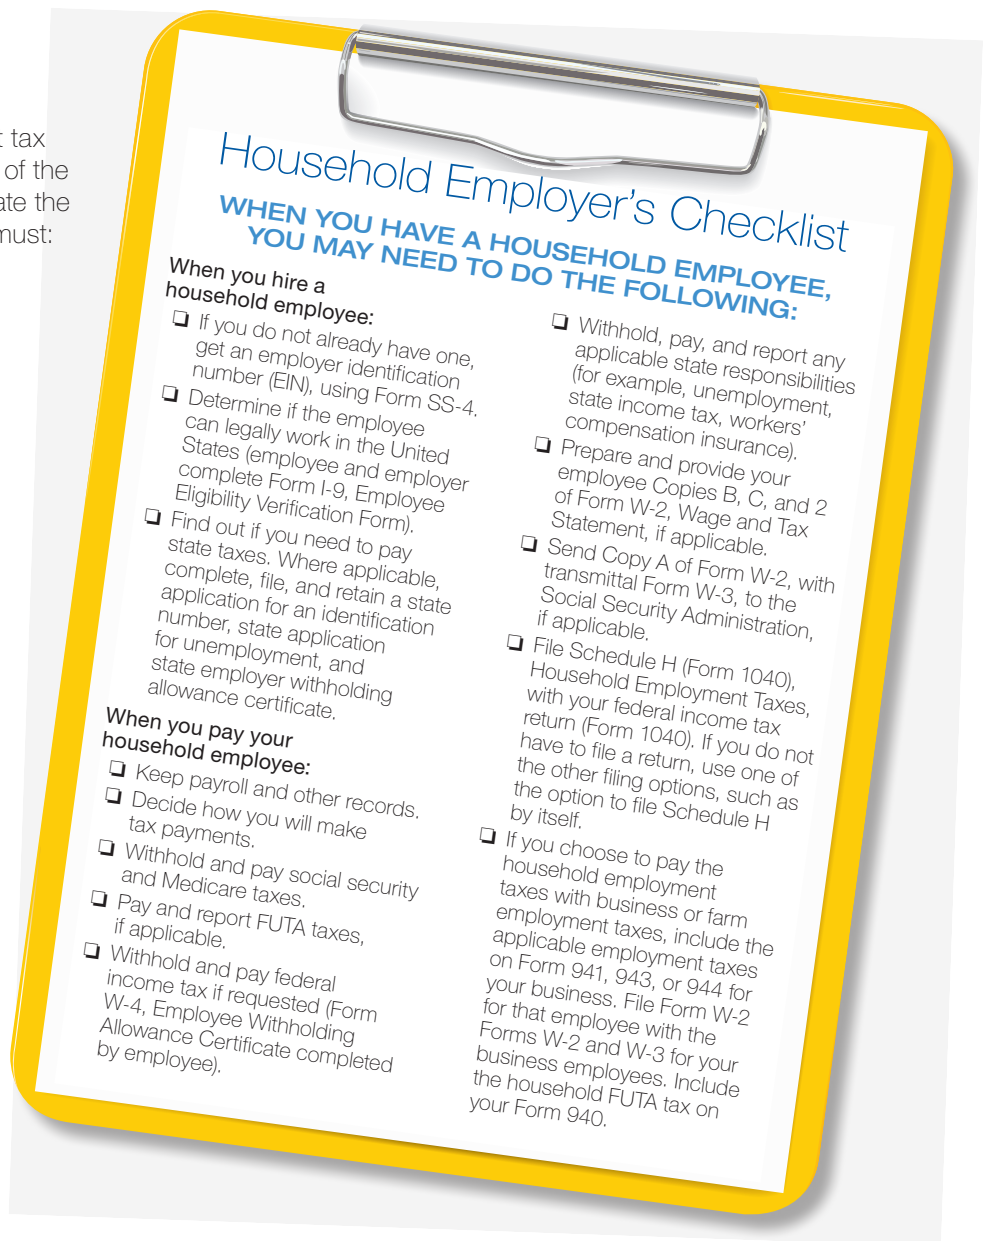 t tax
of the
ate the
must:
Household Employer's Checklist
WHEN YOU HAVE A HOUSEHOLD EMPLOYEE,
YOU MAY NEED TO DO THE FOLLOWING:
When you hire a
household employee:
❏ If you do not already have one,
get an employer identification
number (EIN), using Form SS-4.
❏ Determine if the employee
can legally work in the United
States (employee and employer
complete Form I-9, Employee
Eligibility Verification Form).
❏ Find out if you need to pay
state taxes. Where applicable,
complete, file, and retain a state
application for an identification
number, state application
for unemployment, and
state employer withholding
allowance certificate.
When you pay your
household employee:
❏ Keep payroll and other records.
❏ Decide how you will make
tax payments.
❏ Withhold and pay social security
and Medicare taxes.
❏ Pay and report FUTA taxes,
if applicable.
❏ Withhold and pay federal
income tax if requested (Form
W-4, Employee Withholding
Allowance Certificate completed
by employee).
❏ Withhold, pay, and report any
applicable state responsibilities
(for example, unemployment,
state income tax, workers'
compensation insurance).
❏ Prepare and provide your
employee Copies B, C, and 2
of Form W-2, Wage and Tax
Statement, if applicable.
❏ Send Copy A of Form W-2, with
transmittal Form W-3, to the
Social Security Administration,
if applicable.
❏ File Schedule H (Form 1040),
Household Employment Taxes,
with your federal income tax
return (Form 1040). If you do not
have to file a return, use one of
the other filing options, such as
the option to file Schedule H
by itself.
❏ If you choose to pay the
household employment
taxes with business or farm
employment taxes, include the
applicable employment taxes
on Form 941, 943, or 944 for
your business. File Form W-2
for that employee with the
Forms W-2 and W-3 for your
business employees. Include
the household FUTA tax on
your Form 940.